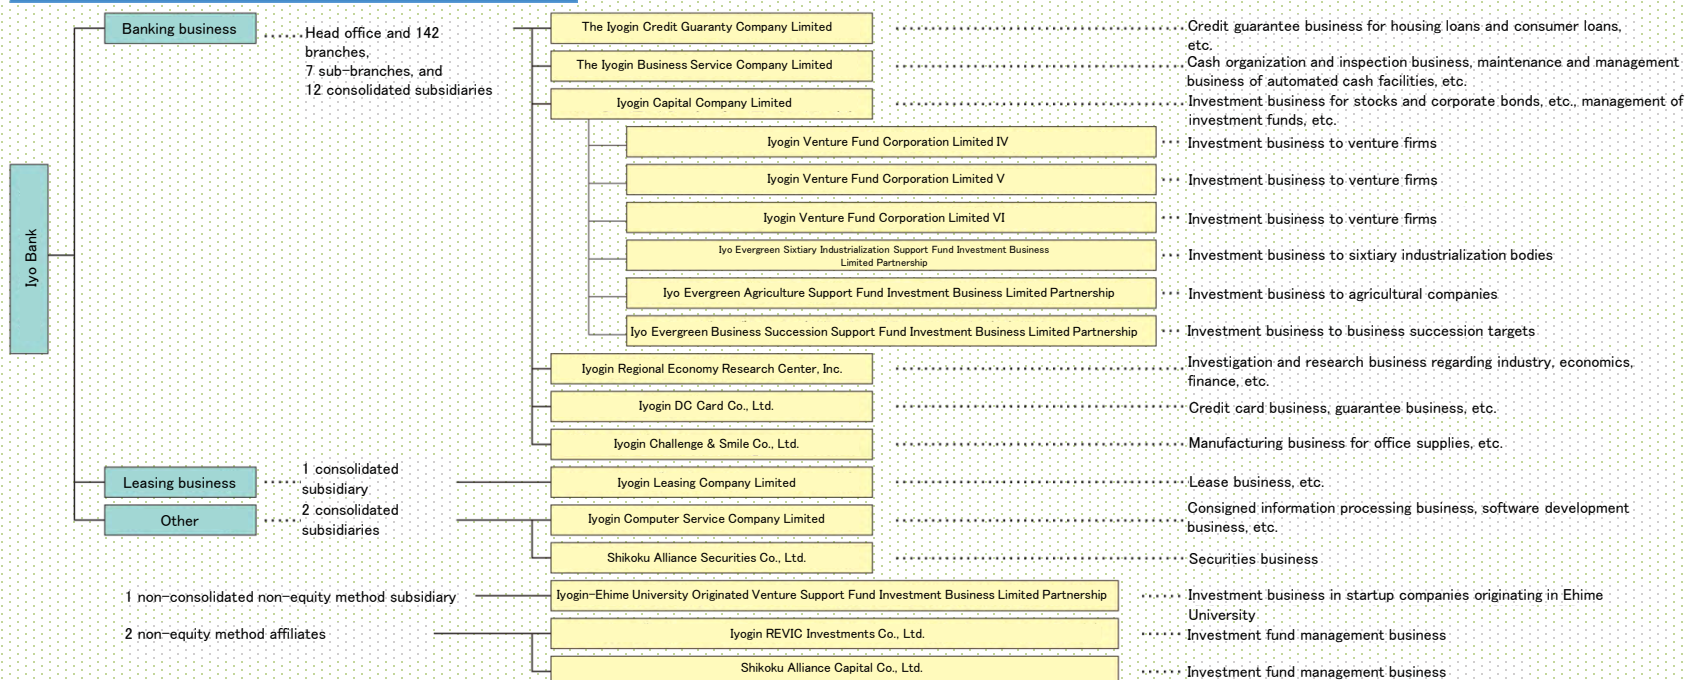 Iyo Bank
Banking business
Head office and 142
branches,
7 sub-branches, and
12 consolidated subsidiaries
The Iyogin Credit Guaranty Company Limited
Credit guarantee business for housing loans and consumer loans,
etc.
The Iyogin Business Service Company Limited
Cash organization and inspection business, maintenance and management
business of automated cash facilities, etc.
Iyogin Capital Company Limited
Investment business for stocks and corporate bonds, etc., management of
investment funds, etc.
Iyogin Venture Fund Corporation Limited IV
Investment business to venture firms
Iyogin Venture Fund Corporation Limited V
Investment business to venture firms
Iyogin Venture Fund Corporation Limited VI
Investment business to venture firms
Iyo Evergreen Sixtiary Industrialization Support Fund Investment Business
Limited Partnership
Investment business to sixtiary industrialization bodies
Iyo Evergreen Agriculture Support Fund Investment Business Limited Partnership
Investment business to agricultural companies
Iyo Evergreen Business Succession Support Fund Investment Business Limited Partnership
Investment business to business succession targets
Iyogin Regional Economy Research Center, Inc.
Investigation and research business regarding industry, economics,
finance, etc.
Iyogin DC Card Co., Ltd.
Credit card business, guarantee business, etc.
Iyogin Challenge & Smile Co., Ltd.
Manufacturing business for office supplies, etc.
Leasing business
1 consolidated
subsidiary
Iyogin Leasing Company Limited
Lease business, etc.
Other
2 consolidated
subsidiaries
Iyogin Computer Service Company Limited
Consigned information processing business, software development
business, etc.
Shikoku Alliance Securities Co., Ltd.
Securities business
1 non-consolidated non-equity method subsidiary
Iyogin-Ehime University Originated Venture Support Fund Investment Business Limited Partnership
Investment business in startup companies originating in Ehime
University
2 non-equity method affiliates
Iyogin REVIC Investments Co., Ltd.
Investment fund management business
Shikoku Alliance Capital Co., Ltd.
Investment fund management business